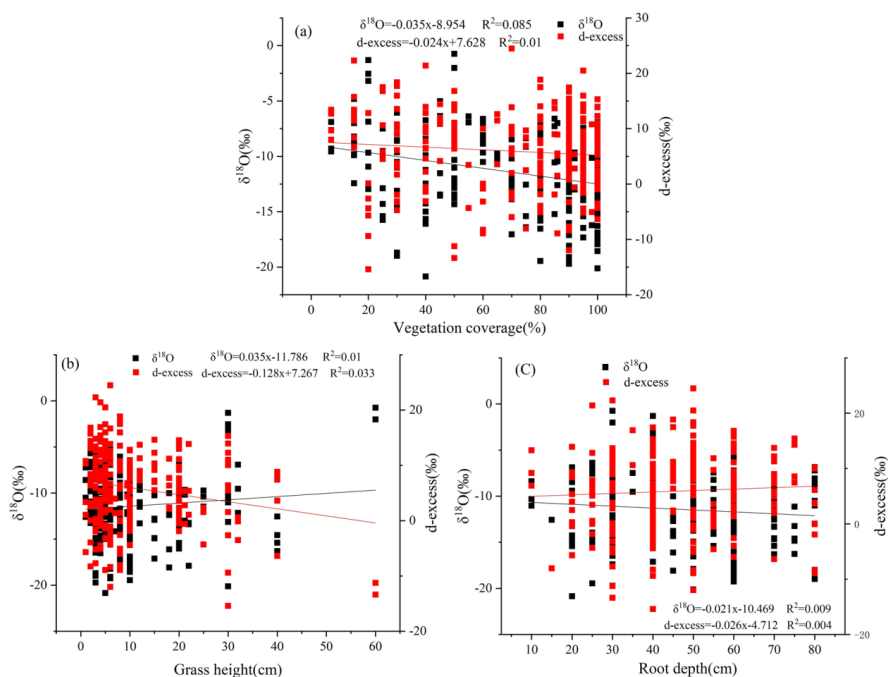 (a)
δ¹⁸O=-0.035x-8.954 R²=0.085
d-excess=-0.024x+7.628 R²=0.01
δ¹⁸O
d-excess
0
-5
-10
-15
-20
δ¹⁸O(‰)
30
25
20
15
10
5
0
-10
-20
d-excess(‰)
0 20 40 60 80 100
Vegetation coverage(%)
(b)
δ¹⁸O δ¹⁸O=0.035x-11.786 R²=0.01
d-excess d-excess=-0.128x+7.267 R²=0.033
0
-10
-20
δ¹⁸O(‰)
30
20
0
-20
d-excess(‰)
0 10 20 30 40 50 60
Grass height(cm)
(C)
δ¹⁸O
d-excess
0
-10
-20
δ¹⁸O(‰)
20
0
-20
d-excess(‰)
δ¹⁸O=-0.021x-10.469 R²=0.009
d-excess=-0.026x-4.712 R²=0.004
10 20 30 40 50 60 70 80
Root depth(cm)